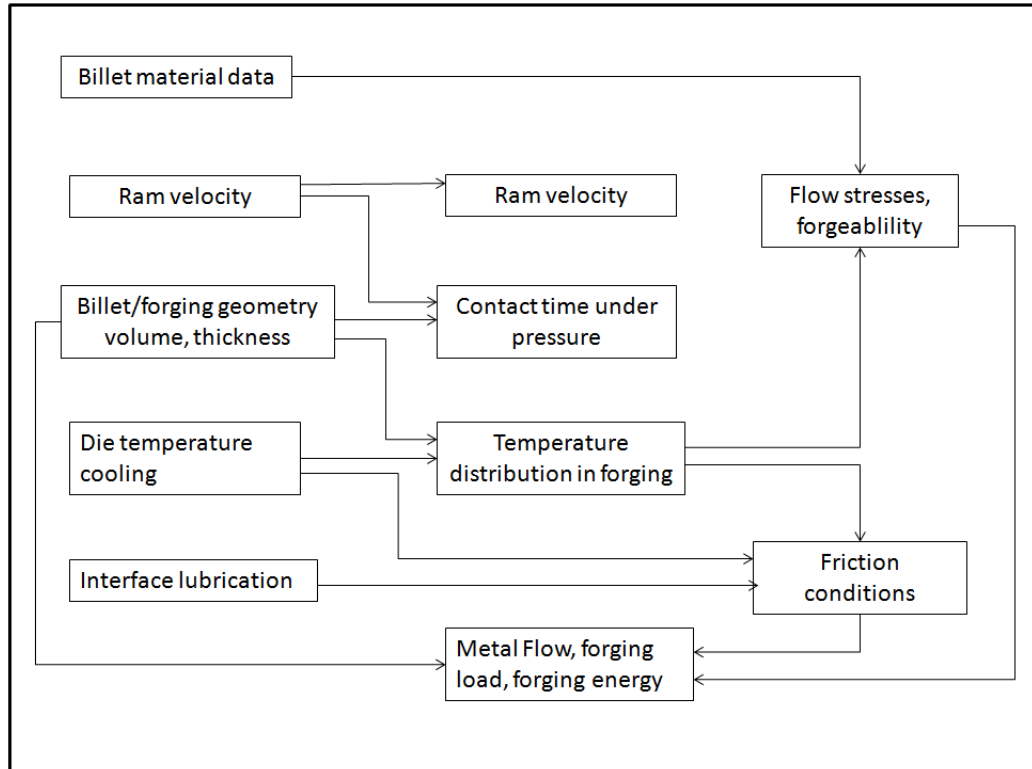 Billet material data
Ram velocity
Ram velocity
Flow stresses,
forgeablility
Billet/forging geometry
volume, thickness
Contact time under
pressure
Die temperature
cooling
Temperature
distribution in forging
Interface lubrication
Friction
conditions
Metal Flow, forging
load, forging energy